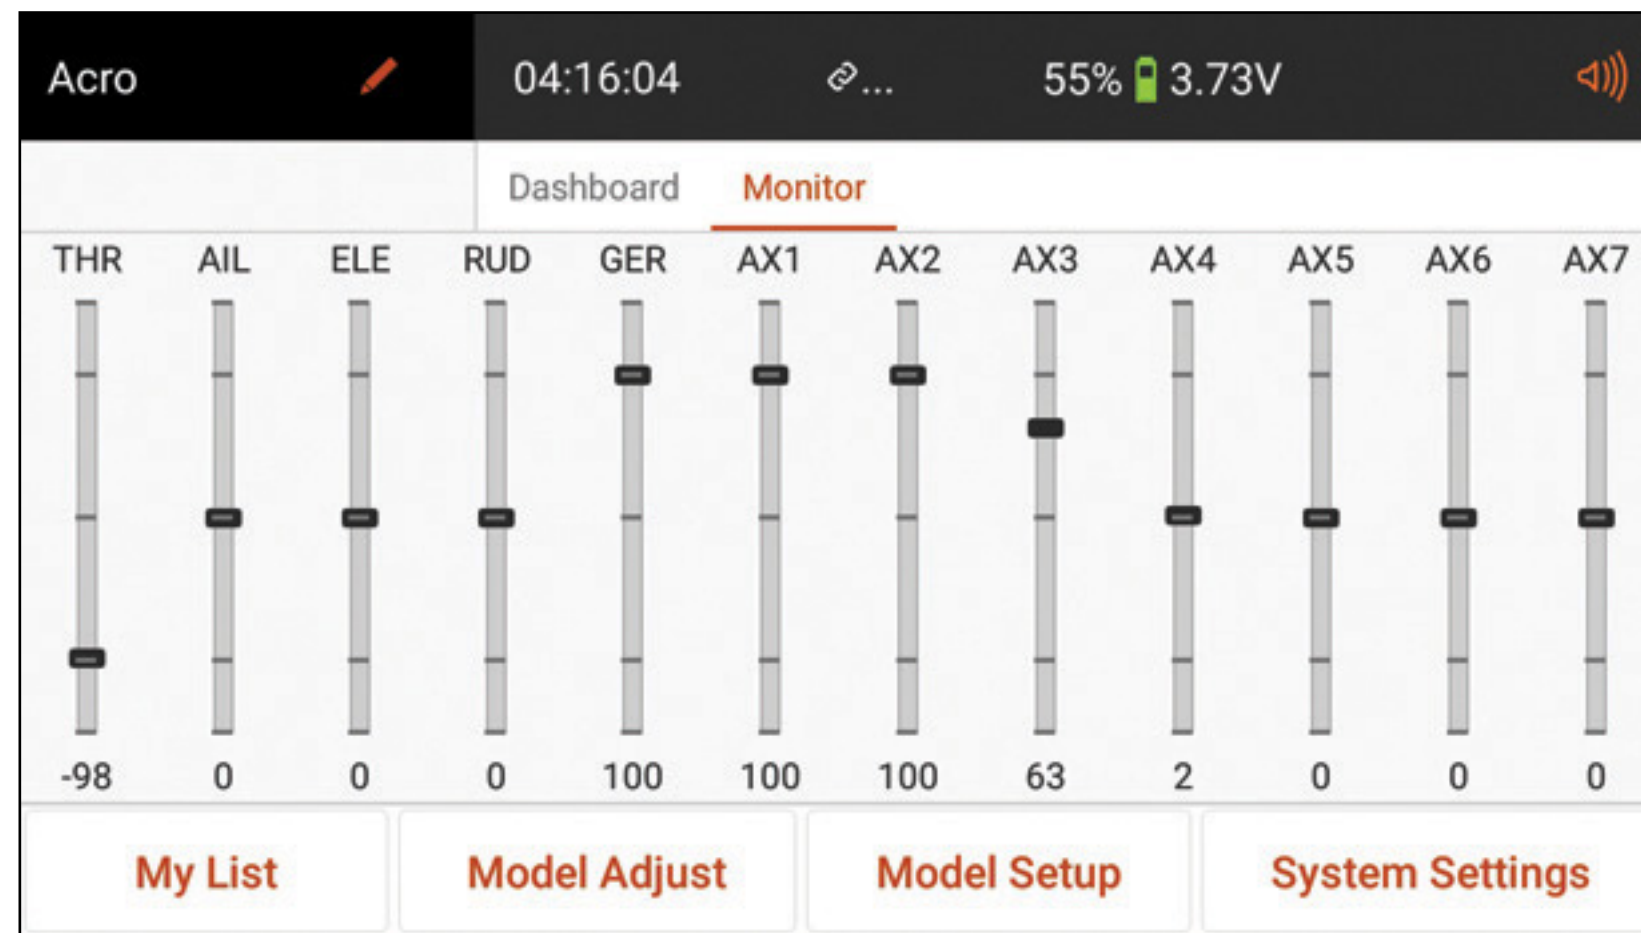 Acro 04:16:04 ... 55% 3.73V
Dashboard Monitor
THR AIL ELE RUD GER AX1 AX2 AX3 AX4 AX5 AX6 AX7
-98 0 0 0 100 100 100 63 2 0 0 0
My List Model Adjust Model Setup System Settings